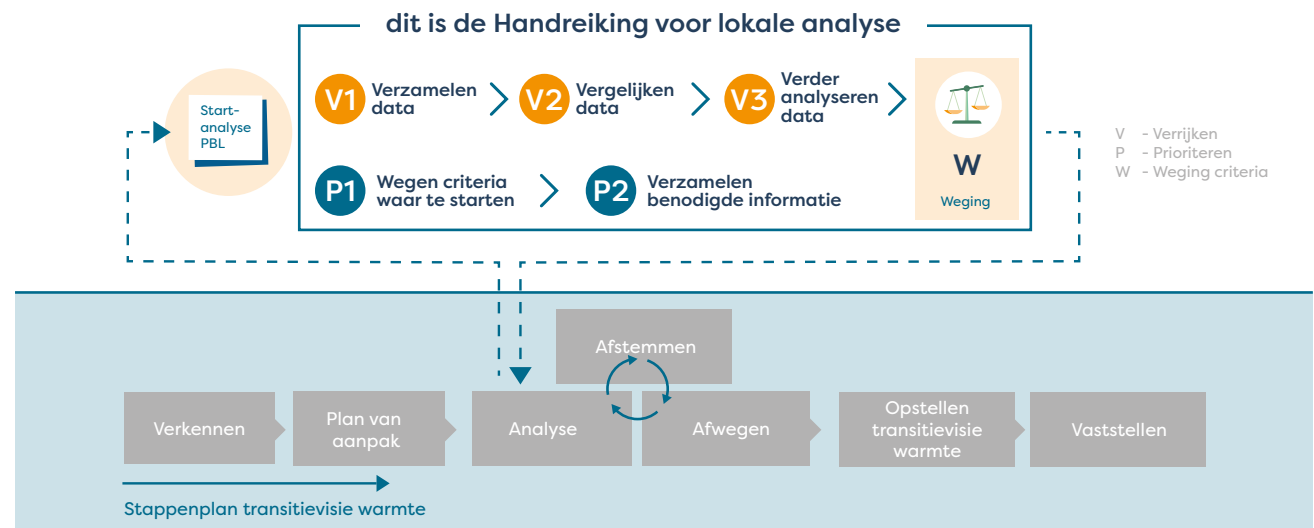 dit is de Handreiking voor lokale analyse
Start-
analyse
PBL
V1
Verzamelen
data
V2
Vergelijken
data
V3
Verder
analyseren
data
P1
Wegen criteria
waar te starten
P2
Verzamelen
benodigde informatie
W
Weging
V - Verrijken
P - Prioriteren
W - Weging criteria
Afstemmen
Verkennen
Plan van
aanpak
Analyse
Afwegen
Opstellen
transitievisie
warmte
Vaststellen
Stappenplan transitievisie warmte